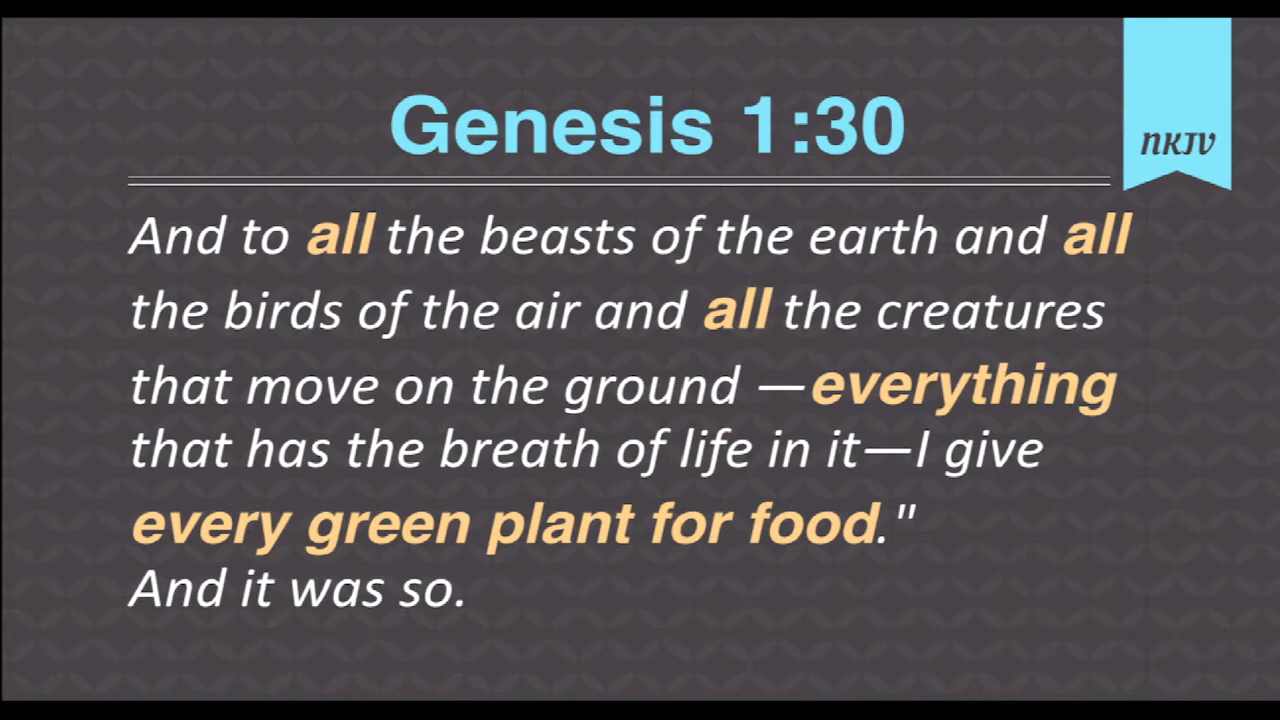 Genesis 1:30
NKJV
And to all the beasts of the earth and all
the birds of the air and all the creatures
that move on the ground —everything
that has the breath of life in it—I give
every green plant for food."
And it was so.